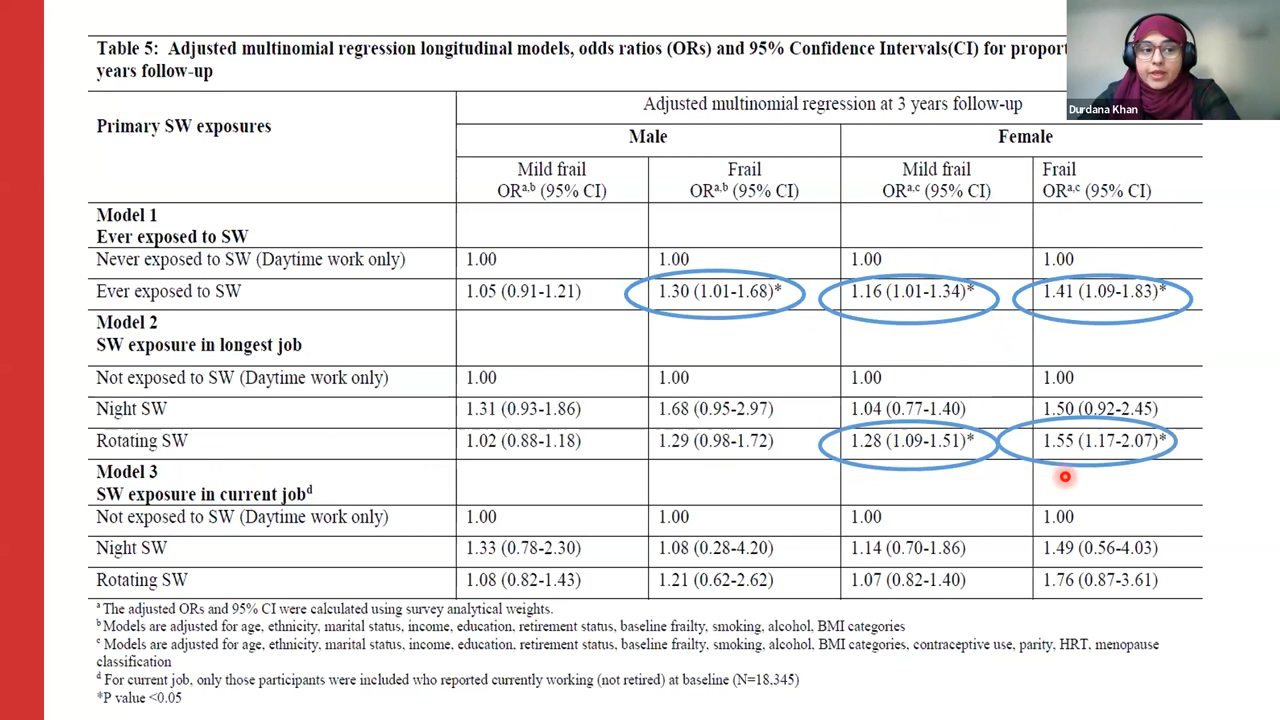 Table 5: Adjusted multinomial regression longitudinal models, odds ratios (ORs) and 95% Confidence Intervals(CI) for
years follow-up
Durdana Khan
Primary SW exposures
Adjusted multinomial regression at 3 years follow-up
Male Female
Mild frail Frail Mild frail Frail
ORa,b (95% CI) ORa,b (95% CI) ORa,c (95% CI) ORa,c (95% CI)
Model 1
Ever exposed to SW
Never exposed to SW (Daytime work only) 1.00 1.00 1.00 1.00
Ever exposed to SW 1.05 (0.91-1.21) 1.30 (1.01-1.68)* 1.16 (1.01-1.34)* 1.41 (1.09-1.83)*
Model 2
SW exposure in longest job
Not exposed to SW (Daytime work only) 1.00 1.00 1.00 1.00
Night SW 1.31 (0.93-1.86) 1.68 (0.95-2.97) 1.04 (0.77-1.40) 1.50 (0.92-2.45)
Rotating SW 1.02 (0.88-1.18) 1.29 (0.98-1.72) 1.28 (1.09-1.51)* 1.55 (1.17-2.07)*
Model 3
SW exposure in current jobd
Not exposed to SW (Daytime work only) 1.00 1.00 1.00 1.00
Night SW 1.33 (0.78-2.30) 1.08 (0.28-4.20) 1.14 (0.70-1.86) 1.49 (0.56-4.03)
Rotating SW 1.08 (0.82-1.43) 1.21 (0.62-2.62) 1.07 (0.82-1.40) 1.76 (0.87-3.61)
a The adjusted ORs and 95% CI were calculated using survey analytical weights.
b Models are adjusted for age, ethnicity, marital status, income, education, retirement status, baseline frailty, smoking, alcohol, BMI categories
c Models are adjusted for age, ethnicity, marital status, income, education, retirement status, baseline frailty, smoking, alcohol, BMI categories, contraceptive use, parity, HRT, menopause
classification
d For current job, only those participants were included who reported currently working (not retired) at baseline (N=18,345)
*P value <0.05